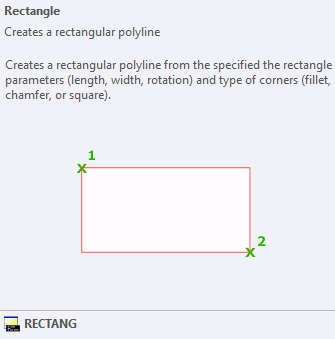 Rectangle
Creates a rectangular polyline
Creates a rectangular polyline from the specified the rectangle
parameters (length, width, rotation) and type of corners (fillet,
chamfer, or square).
1
2
RECTANG